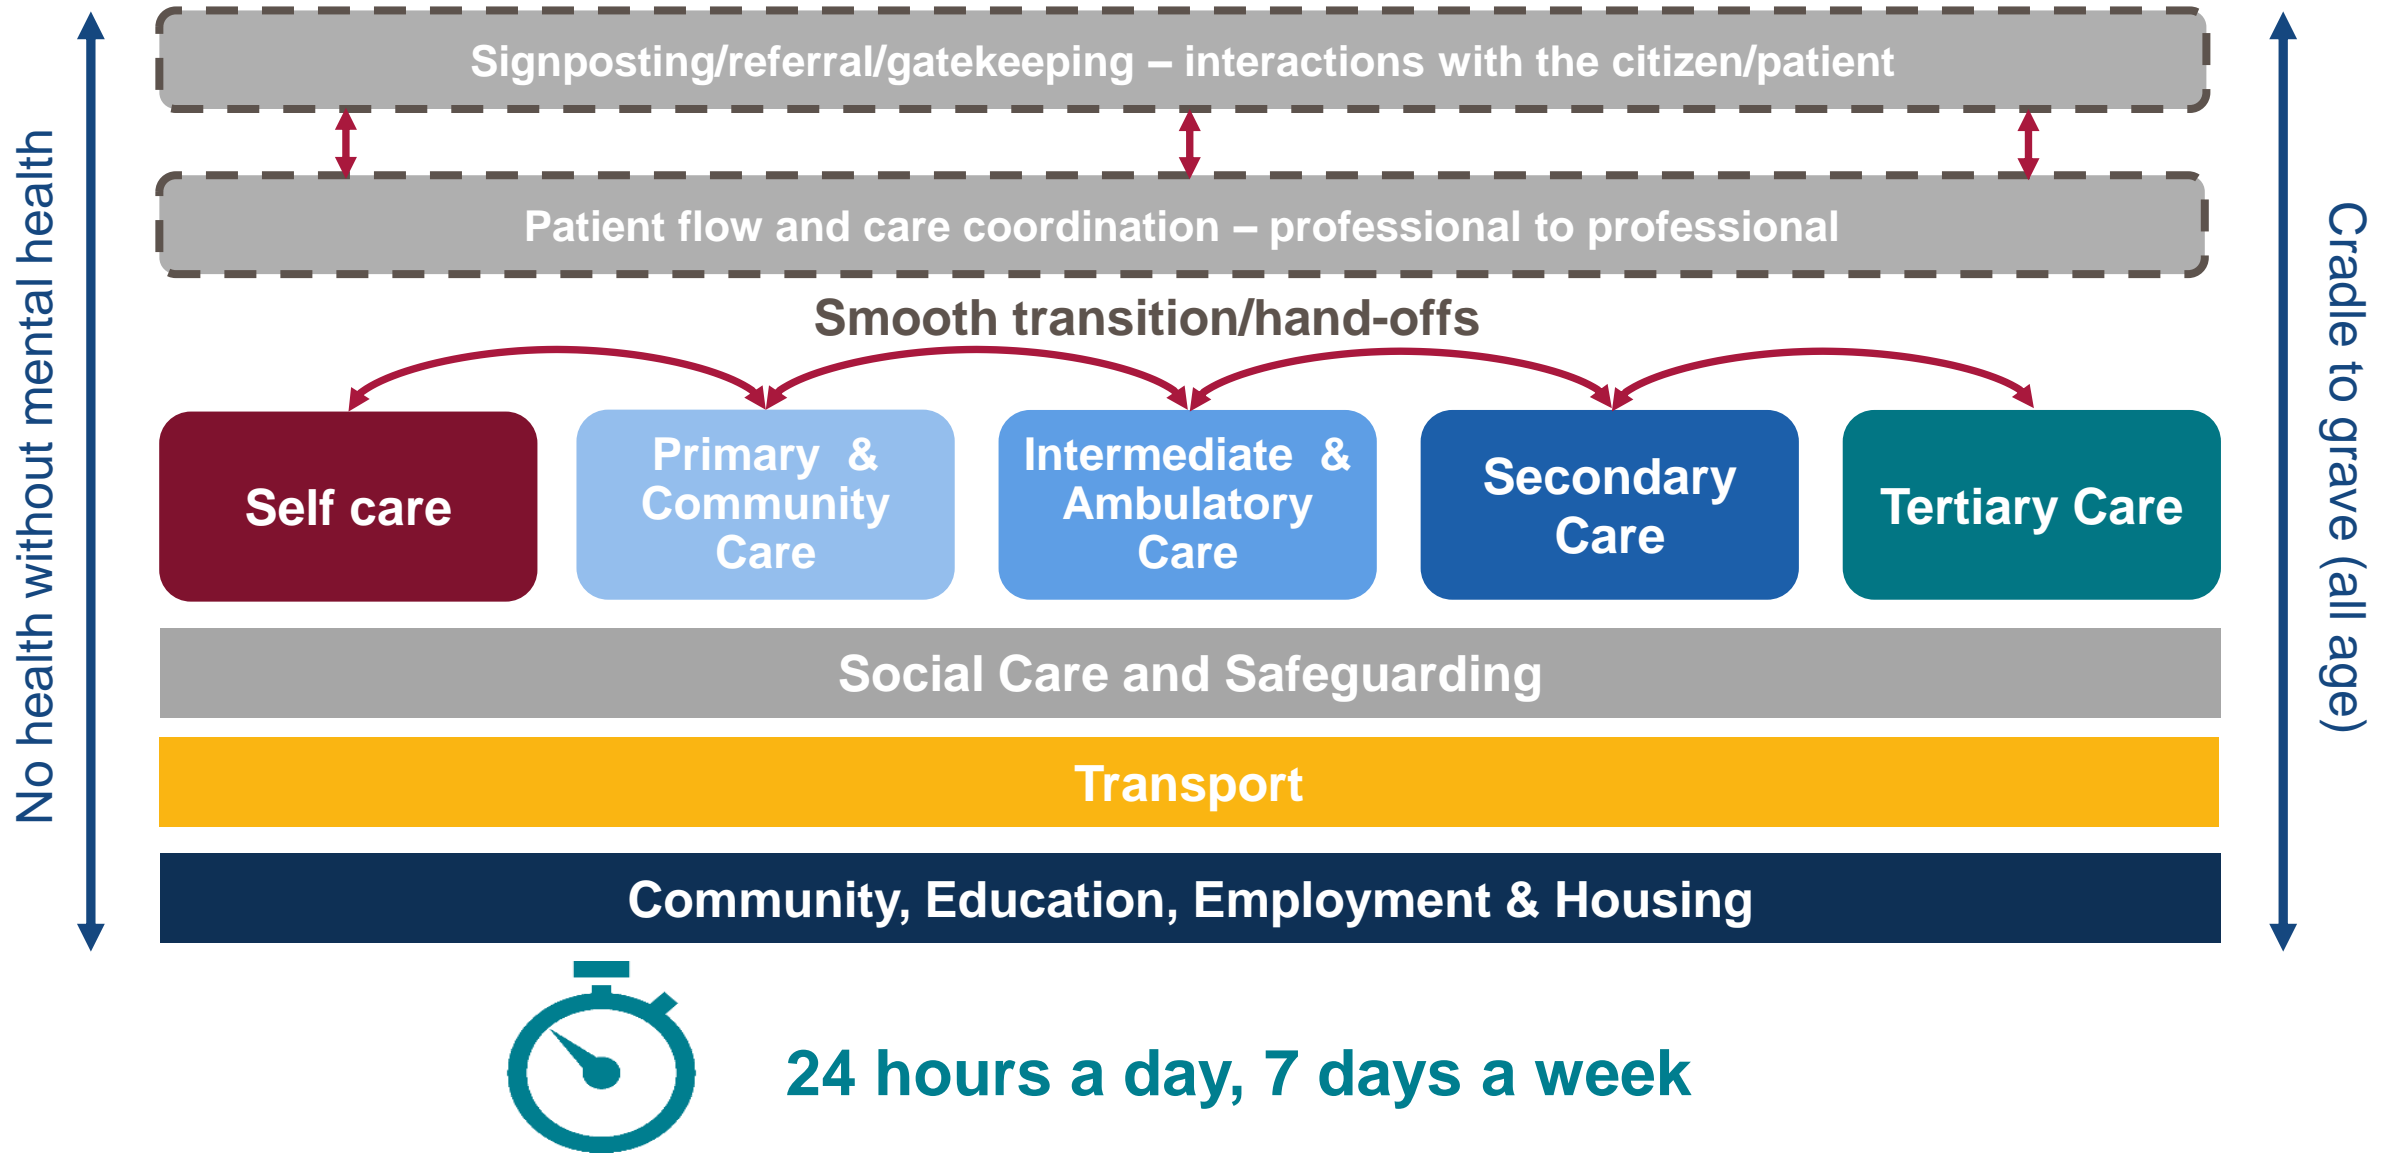 Signposting/referral/gatekeeping – interactions with the citizen/patient
No health without mental health
Patient flow and care coordination – professional to professional
Cradle to grave (all age)
Smooth transition/hand-offs
Self care
Primary &
Community
Care
Intermediate &
Ambulatory
Care
Secondary
Care
Tertiary Care
Social Care and Safeguarding
Transport
Community, Education, Employment & Housing
24 hours a day, 7 days a week